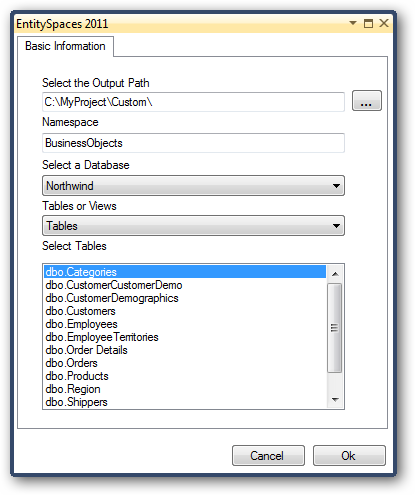 EntitySpaces 2011
Basic Information
Select the Output Path
C:\MyProject\Custom\
...
Namespace
BusinessObjects
Select a Database
Northwind
Tables or Views
Tables
Select Tables
dbo.Categories
dbo.CustomerCustomerDemo
dbo.CustomerDemographics
dbo.Customers
dbo.Employees
dbo.EmployeeTerritories
dbo.Order Details
dbo.Orders
dbo.Products
dbo.Region
dbo.Shippers
Cancel
Ok